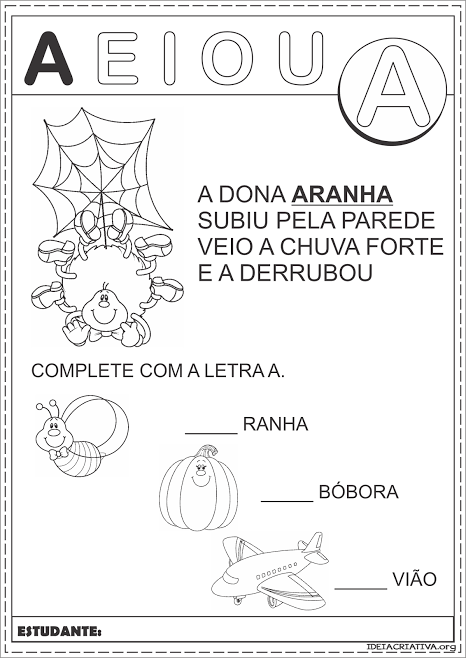 A E I O U
A
A DONA ARANHA
SUBIU PELA PAREDE
VEIO A CHUVA FORTE
E A DERRUBOU
COMPLETE COM A LETRA A.
_____ RANHA
_____ BÓBORA
_____ VIÃO
ESTUDANTE:
IDEIACRIATIVA.org